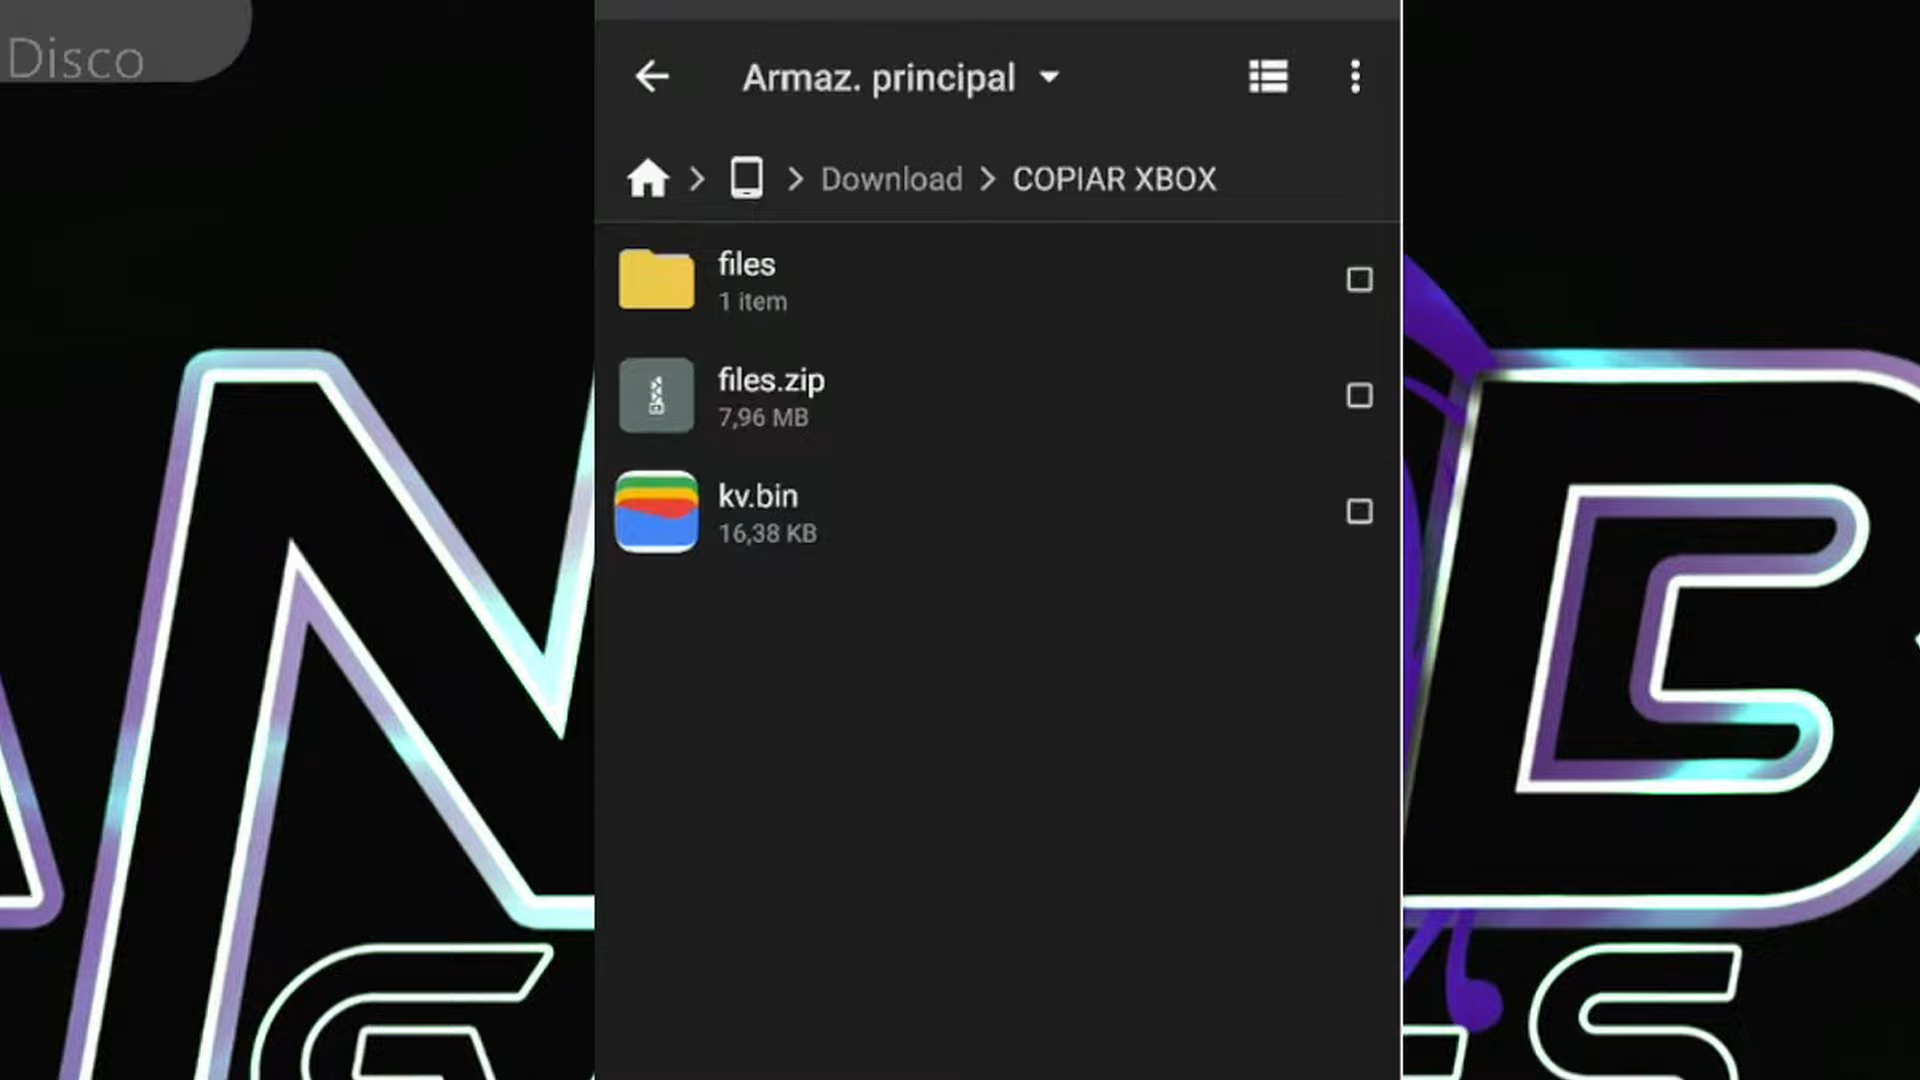 Disco
Armaz. principal
Download > COPIAR XBOX
files
1 item
files.zip
7,96 MB
kv.bin
16,38 KB